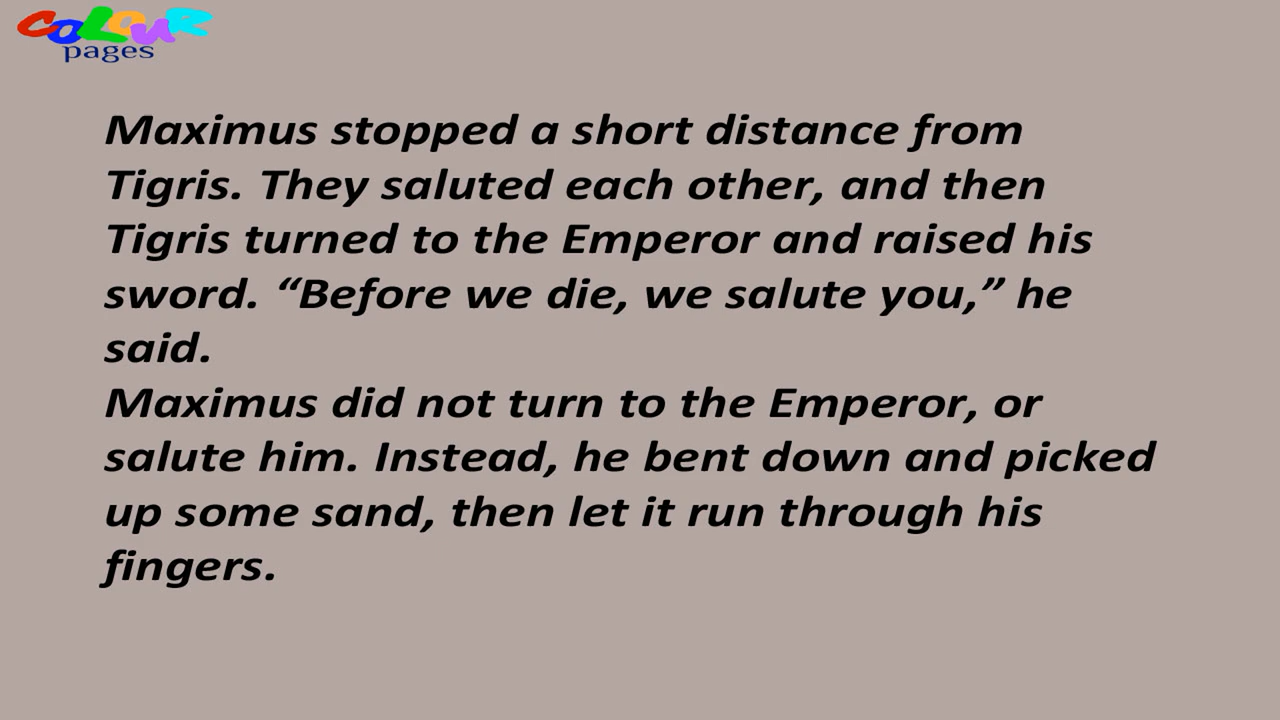 COLOUR
pages
Maximus stopped a short distance from
Tigris. They saluted each other, and then
Tigris turned to the Emperor and raised his
sword. “Before we die, we salute you,” he
said.
Maximus did not turn to the Emperor, or
salute him. Instead, he bent down and picked
up some sand, then let it run through his
fingers.